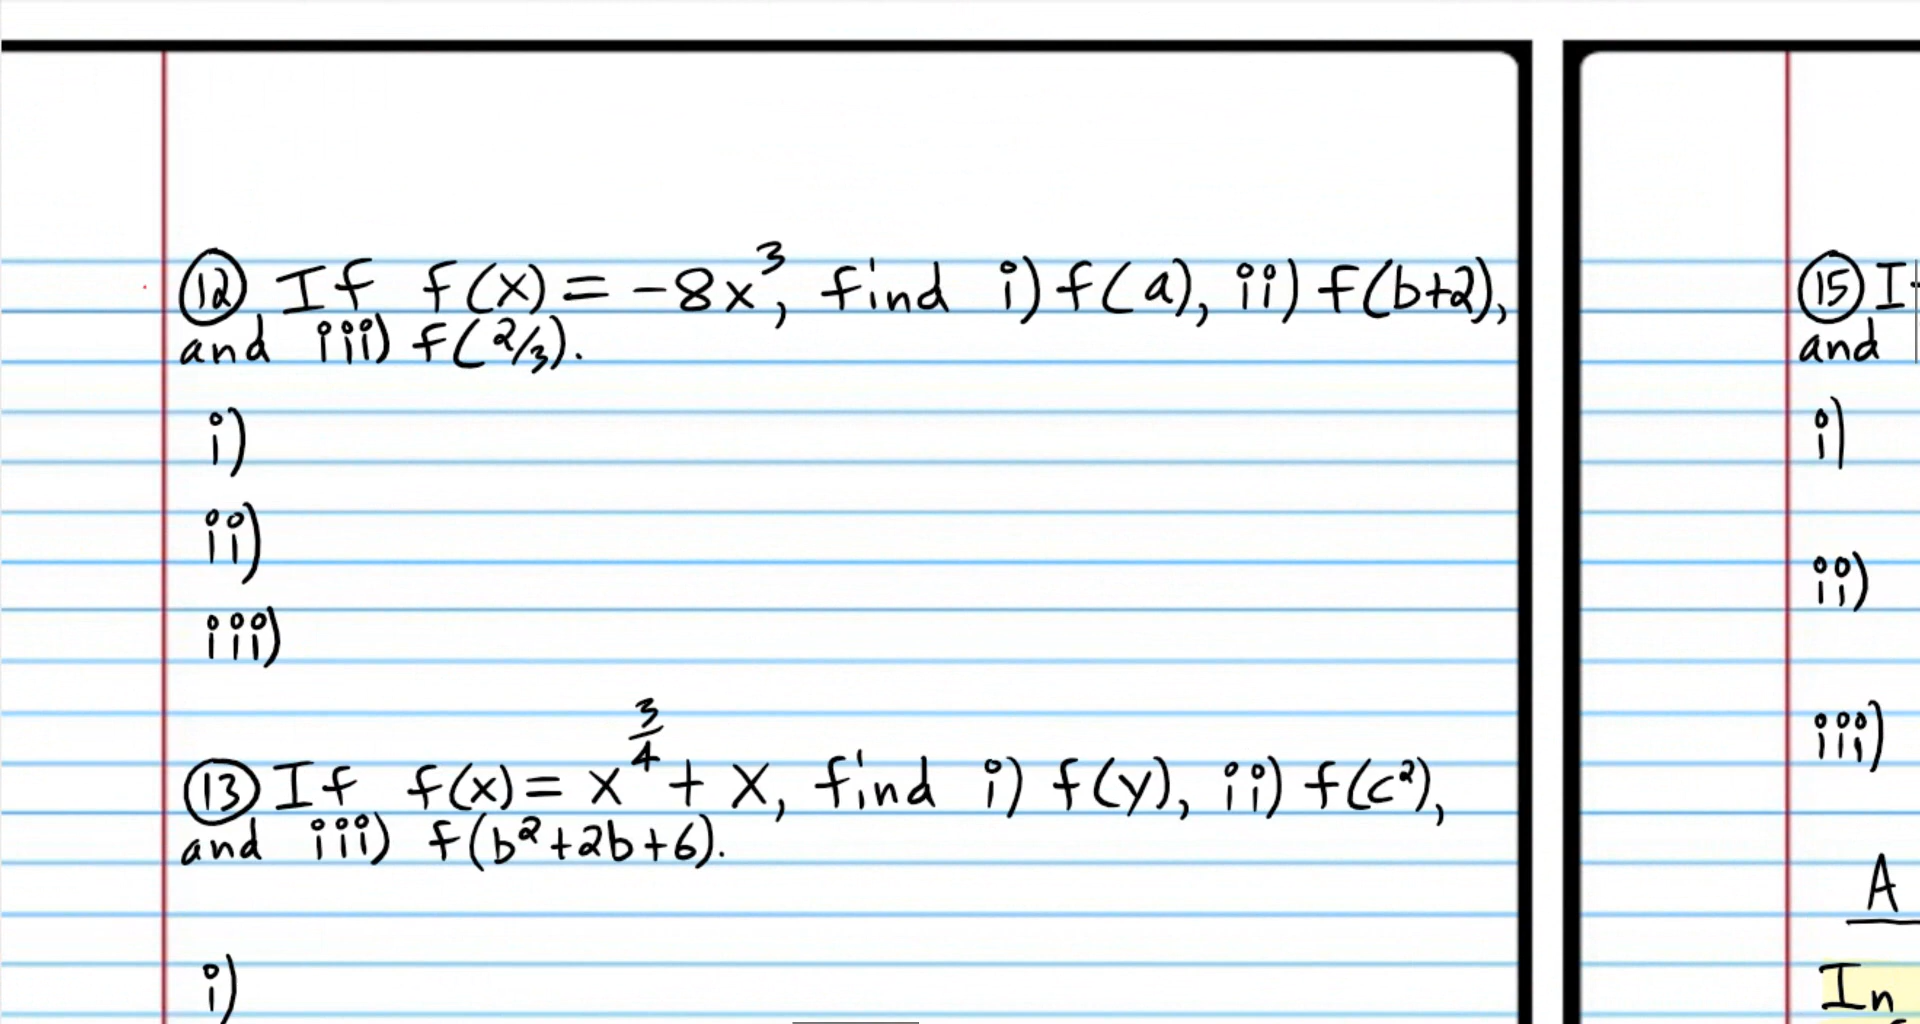 ⑫ If f(x) = -8x³, find i) f(a), ii) f(b+2),
and iii) f(2/3).
i)
ii)
iii)
⑬ If f(x) = x^(3/4) + x, find i) f(y), ii) f(c²),
and iii) f(b²+2b+6).
i)
⑮ I
and
i)
ii)
iii)
A
In